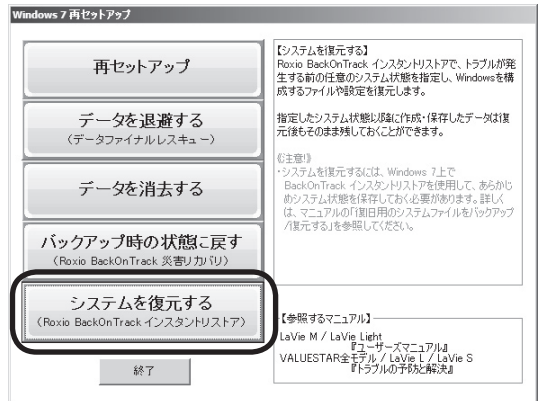 Windows 7 再セットアップ
再セットアップ
データを退避する
（データファイナルレスキュー）
データを消去する
バックアップ時の状態に戻す
（Roxio BackOnTrack 災害リカバリ）
システムを復元する
（Roxio BackOnTrack インスタントリストア）
終了
【システムを復元する】
Roxio BackOnTrack インスタントリストアで、トラブルが発
生する前の任意のシステム状態を指定し、Windowsを構
成するファイルや設定を復元します。
指定したシステム状態以降に作成・保存したデータは復
元後もそのまま残しておくことができます。
《注意!》
・システムを復元するには、Windows 7上で
BackOnTrack インスタントリストアを使用して、あらかじ
めシステム状態を保存しておく必要があります。詳しく
は、マニュアルの「復旧用のシステムファイルをバックアップ
/復元する」を参照してください。
【参照するマニュアル】
LaVie M / LaVie Light
『ユーザーズマニュアル』
VALUESTAR全モデル / LaVie L / LaVie S
『トラブルの予防と解決』